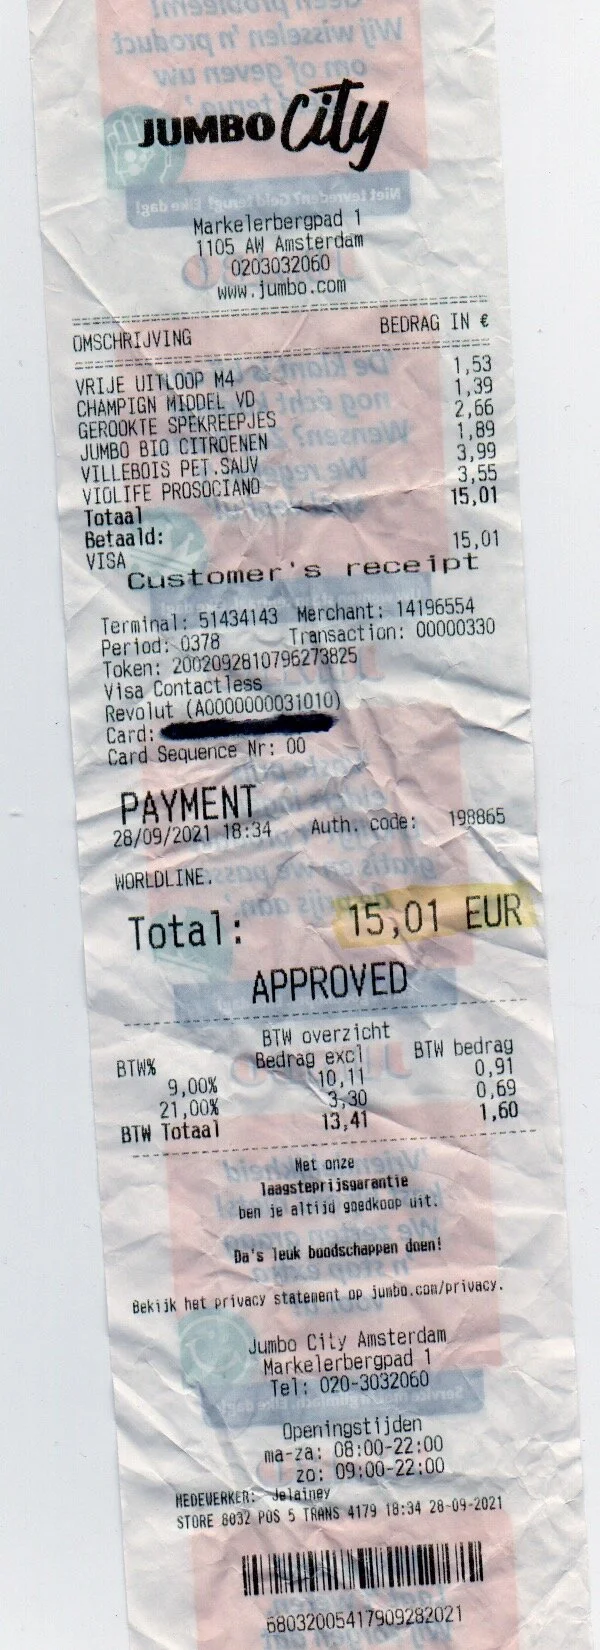 JUMBO City
Markelerbergpad 1
1105 AW Amsterdam
0203032060
www.jumbo.com
OMSCHRIJVING BEDRAG IN €
VRIJE UITLOOP M4 1,53
CHAMPIGN MIDDEL VD 1,39
GEROOKTE SPEKREEPJES 2,66
JUMBO BIO CITROENEN 1,89
VILLEBOIS PET.SAUV 3,99
VIOLIFE PROSOCIANO 3,55
Totaal 15,01
Betaald:
VISA 15,01
Customer's receipt
Terminal: 51434143 Merchant: 14196554
Period: 0378 Transaction: 00000330
Token: 2002092810796273825
Visa Contactless
Revolut (A0000000031010)
Card:
Card Sequence Nr: 00
PAYMENT
28/09/2021 18:34 Auth. code: 198865
WORLDLINE.
Total: 15,01 EUR
APPROVED
BTW overzicht
BTW% Bedrag excl BTW bedrag
9,00% 10,11 0,91
21,00% 3,30 0,69
BTW Totaal 13,41 1,60
Met onze
laagsteprijsgarantie
ben je altijd goedkoop uit.
Da's leuk boodschappen doen!
Bekijk het privacy statement op jumbo.com/privacy.
Jumbo City Amsterdam
Markelerbergpad 1
Tel: 020-3032060
Openingstijden
ma-za: 08:00-22:00
zo: 09:00-22:00
MEDEWERKER: Jelainey
STORE 8032 POS 5 TRANS 4179 18:34 28-09-2021
68032005417909282021